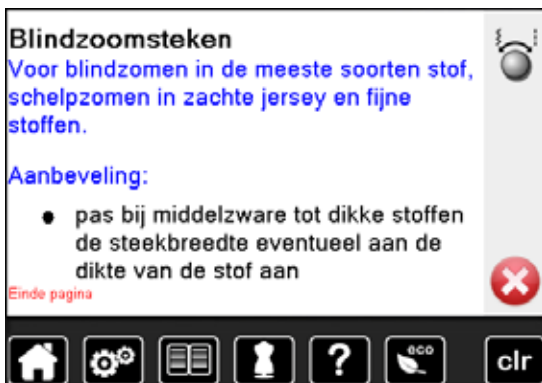 Blindzoomsteken
Voor blindzomen in de meeste soorten stof,
schelpzomen in zachte jersey en fijne
stoffen.
Aanbeveling:
● pas bij middelzware tot dikke stoffen
de steekbreedte eventueel aan de
dikte van de stof aan
Einde pagina
? eco clr